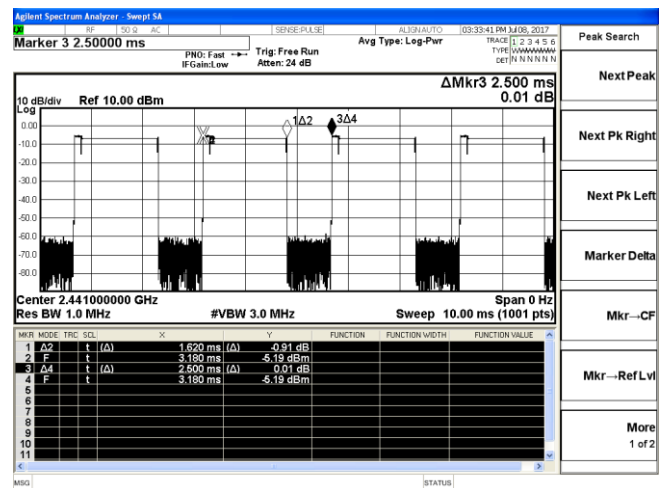 Agilent Spectrum Analyzer - Swept SA
RF 50 Ω AC SENSE:PULSE ALIGN AUTO 03:33:41 PM Jul 08, 2017
Marker 3 2.50000 ms
PNO: Fast
IFGain:Low
Trig: Free Run
Atten: 24 dB
Avg Type: Log-Pwr
TRACE 1 2 3 4 5 6
TYPE
DET N N N N N N
ΔMkr3 2.500 ms
0.01 dB
10 dB/div Ref 10.00 dBm
Log
1Δ2
3Δ4
0.00
-10.0
-20.0
-30.0
-40.0
-50.0
-60.0
-70.0
-80.0
Center 2.441000000 GHz Span 0 Hz
Res BW 1.0 MHz #VBW 3.0 MHz Sweep 10.00 ms (1001 pts)
MKR MODE TRC SCL X Y FUNCTION FUNCTION WIDTH FUNCTION VALUE
1 Δ2 t (Δ) 1.620 ms (Δ) -0.91 dB
2 F t 3.180 ms -5.19 dBm
3 Δ4 t (Δ) 2.500 ms (Δ) 0.01 dB
4 F t 3.180 ms -5.19 dBm
5
6
7
8
9
10
11
MSG STATUS
Peak Search
Next Peak
Next Pk Right
Next Pk Left
Marker Delta
Mkr→CF
Mkr→Ref Lvl
More
1 of 2